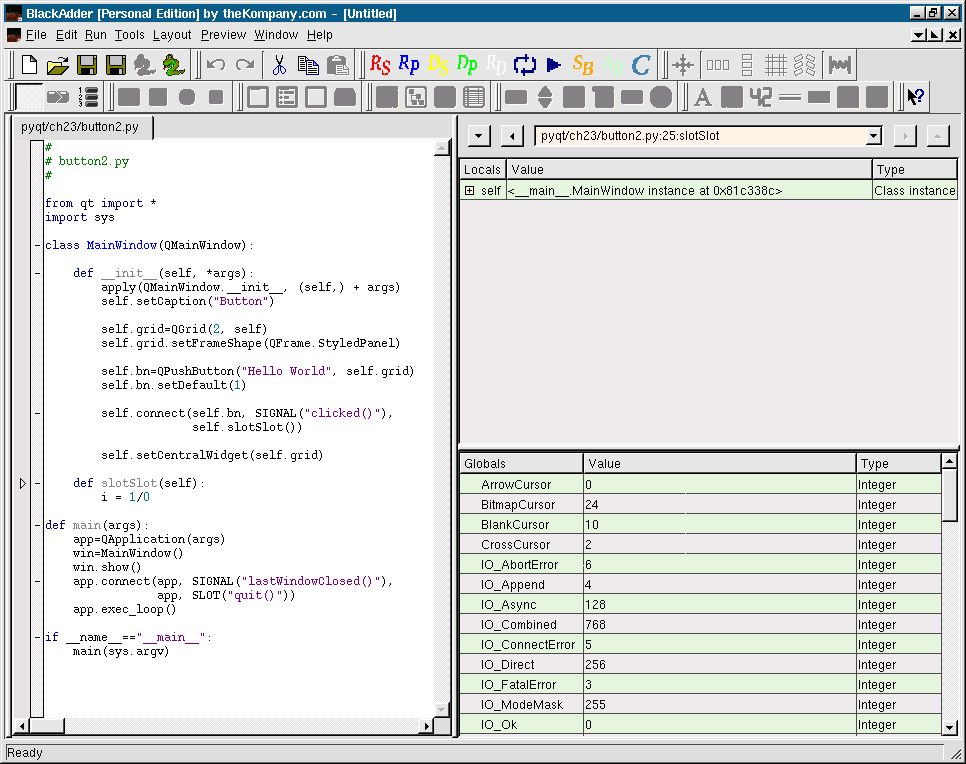 BlackAdder [Personal Edition] by theKompany.com - [Untitled]
File Edit Run Tools Layout Preview Window Help
RS RP DS DP RD SB C
A 42
pyqt/ch23/button2.py
#
# button2.py
#
from qt import *
import sys
class MainWindow(QMainWindow):
def __init__(self, *args):
apply(QMainWindow.__init__, (self,) + args)
self.setCaption("Button")
self.grid=QGrid(2, self)
self.grid.setFrameShape(QFrame.StyledPanel)
self.bn=QPushButton("Hello World", self.grid)
self.bn.setDefault(1)
self.connect(self.bn, SIGNAL("clicked()"),
self.slotSlot())
self.setCentralWidget(self.grid)
def slotSlot(self):
i = 1/0
def main(args):
app=QApplication(args)
win=MainWindow()
win.show()
app.connect(app, SIGNAL("lastWindowClosed()"),
app, SLOT("quit()"))
app.exec_loop()
if __name__=="__main__":
main(sys.argv)
pyqt/ch23/button2.py:25:slotSlot
Locals Value Type
self <__main__.MainWindow instance at 0x81c338c> Class instance
Globals Value Type
ArrowCursor 0 Integer
BitmapCursor 24 Integer
BlankCursor 10 Integer
CrossCursor 2 Integer
IO_AbortError 6 Integer
IO_Append 4 Integer
IO_Async 128 Integer
IO_Combined 768 Integer
IO_ConnectError 5 Integer
IO_Direct 256 Integer
IO_FatalError 3 Integer
IO_ModeMask 255 Integer
IO_Ok 0 Integer
Ready